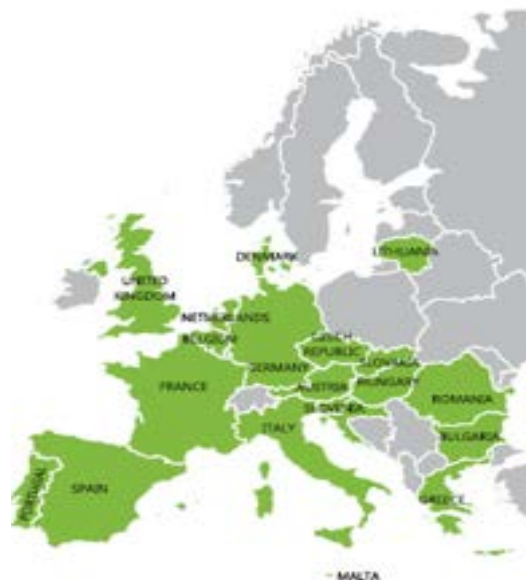 LITHUANIA
DENMARK
UNITED
KINGDOM
NETHERLANDS
BELGIUM
CZECH
REPUBLIC
SLOVAKIA
GERMANY
FRANCE
AUSTRIA
HUNGARY
ROMANIA
SLOVENIA
ITALY
BULGARIA
PORTUGAL
SPAIN
GREECE
MALTA